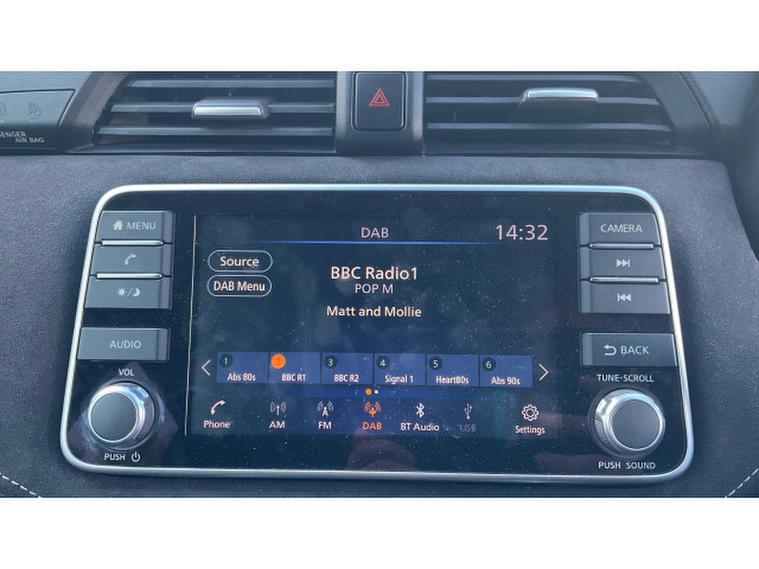 ENGER
AIR BAG
MENU
AUDIO
VOL
PUSH
DAB
14:32
Source
DAB Menu
BBC Radio1
POP M
Matt and Mollie
1 Abs 80s
BBC R1
3 BBC R2
4 Signal 1
5 Heart80s
6 Abs 90s
Phone
AM
FM
DAB
BT Audio
USB
Settings
CAMERA
BACK
TUNE·SCROLL
PUSH SOUND